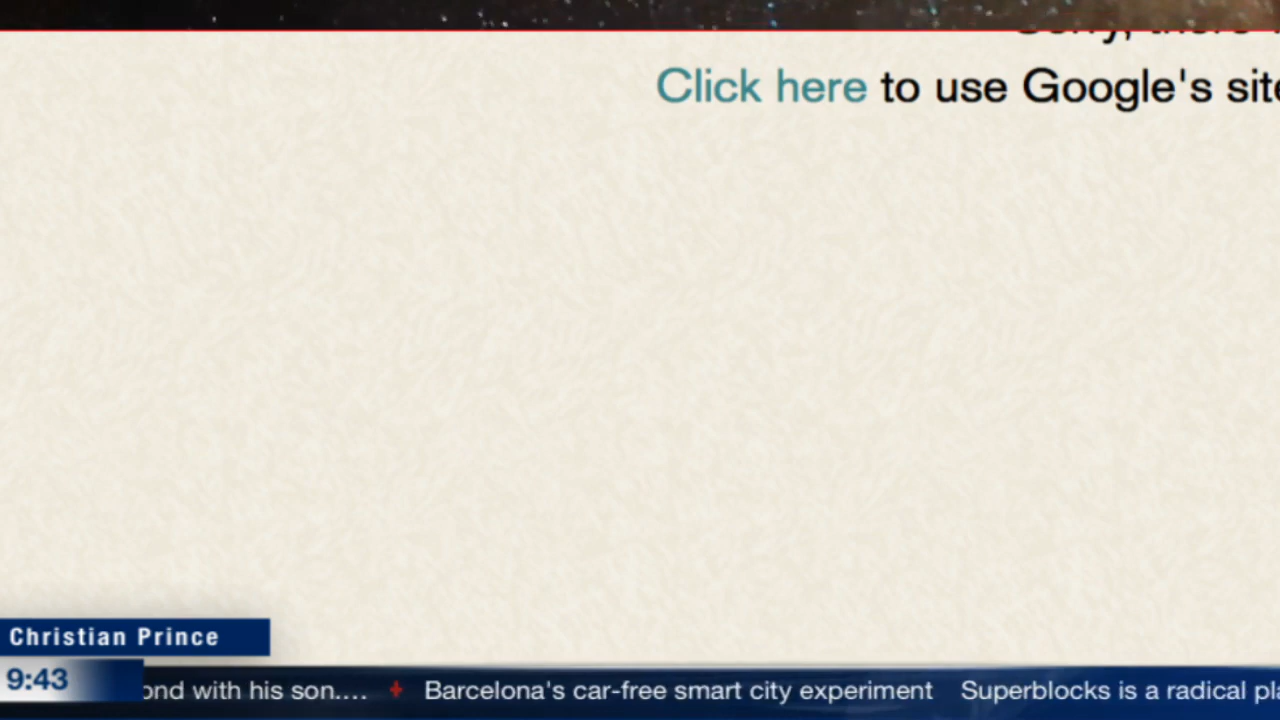 Click here to use Google's site
Christian Prince
9:43
ond with his son.... Barcelona's car-free smart city experiment Superblocks is a radical pla